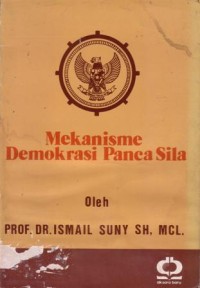 Mekanisme
Demokrasi Panca Sila
Oleh
PROF. DR. ISMAIL SUNY SH, MCL.